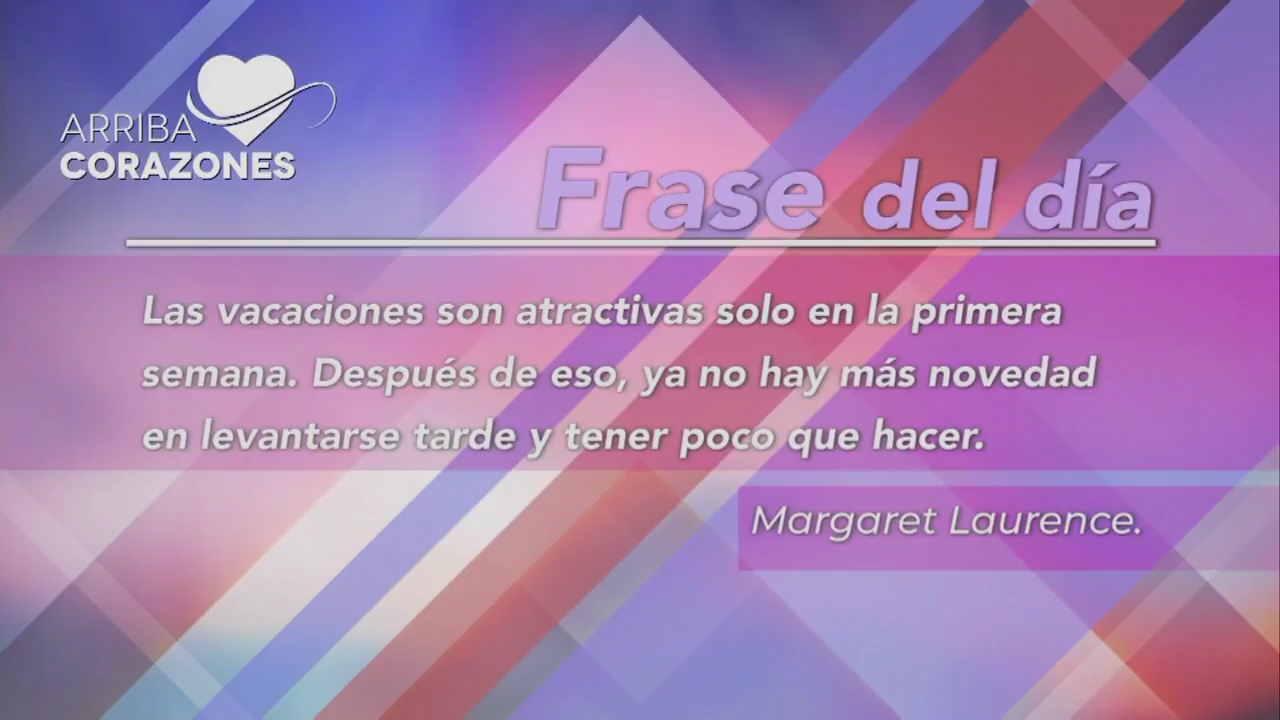 ARRIBA
CORAZONES
Frase del día
Las vacaciones son atractivas solo en la primera
semana. Después de eso, ya no hay más novedad
en levantarse tarde y tener poco que hacer.
Margaret Laurence.